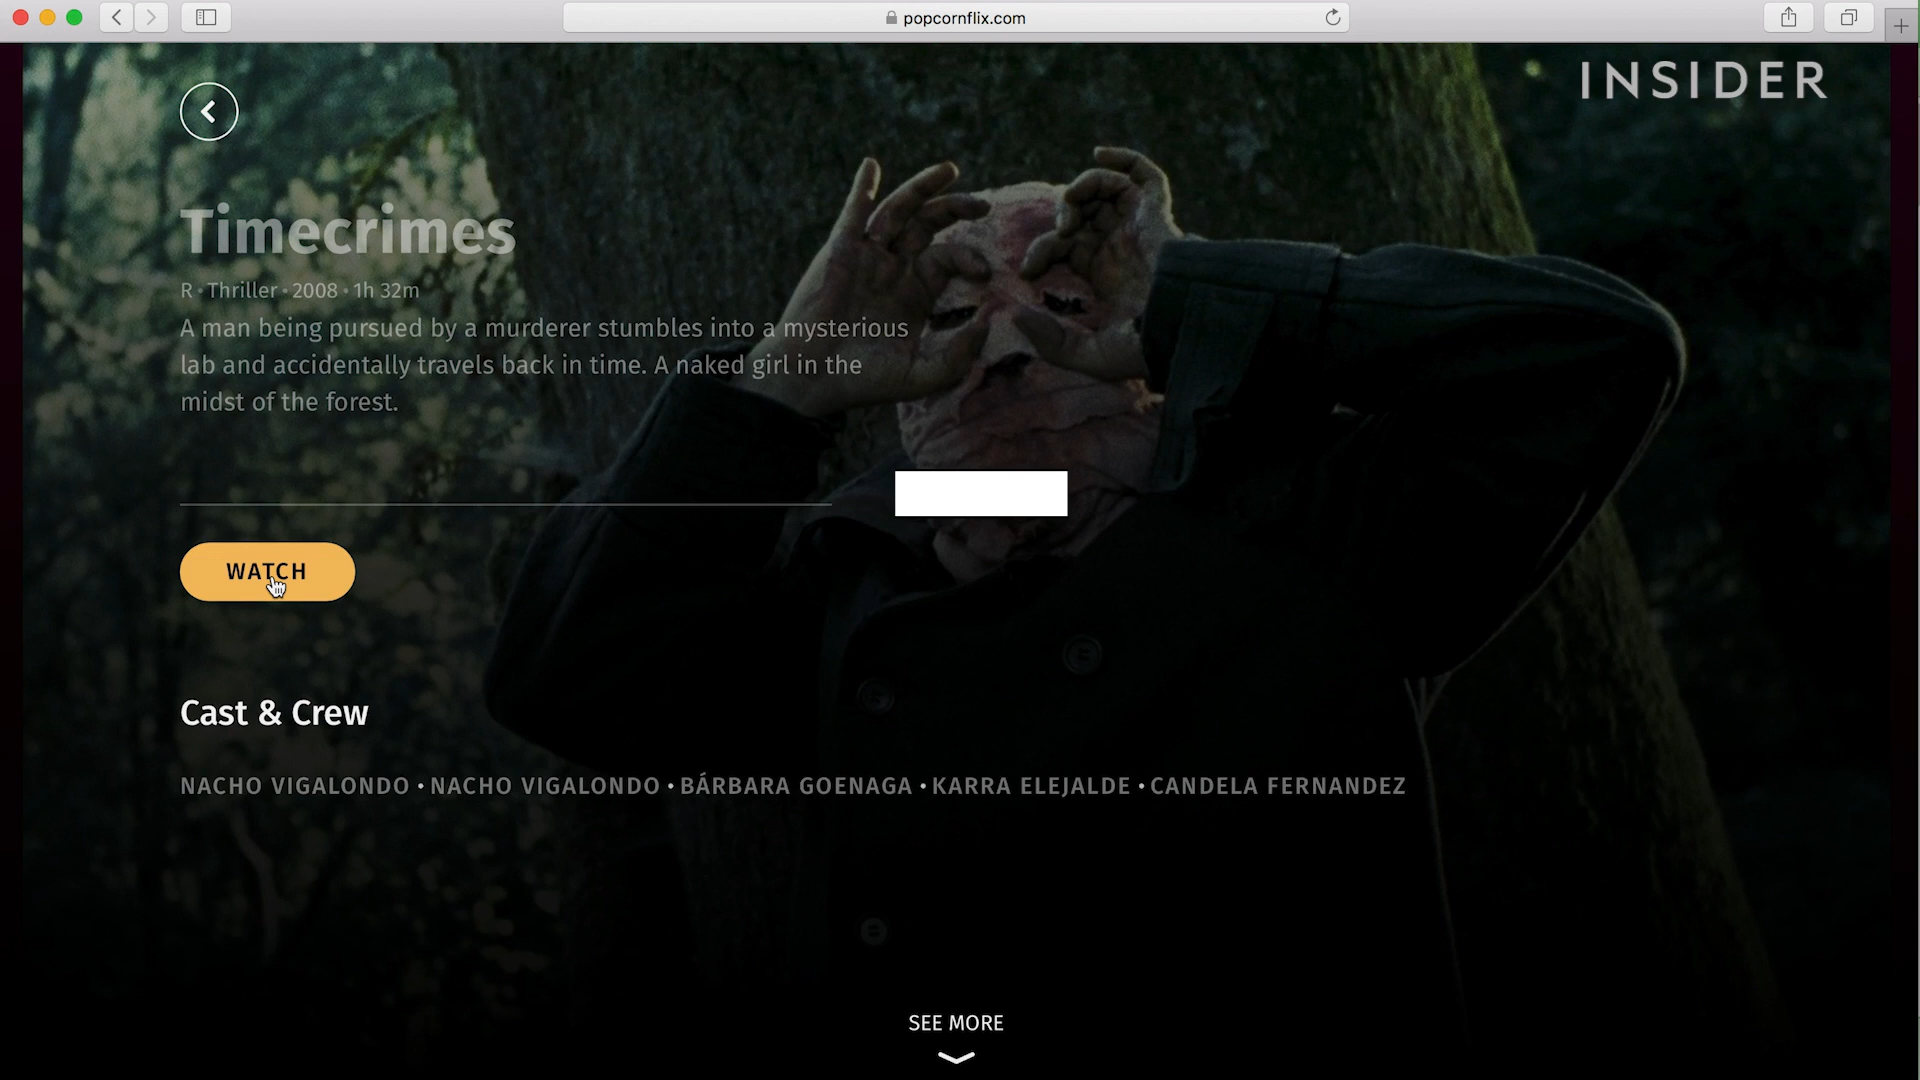 popcornflix.com
INSIDER
Timecrimes
R • Thriller • 2008 • 1h 32m
A man being pursued by a murderer stumbles into a mysterious
lab and accidentally travels back in time. A naked girl in the
midst of the forest.
WATCH
Cast & Crew
NACHO VIGALONDO • NACHO VIGALONDO • BÁRBARA GOENAGA • KARRA ELEJALDE • CANDELA FERNANDEZ
SEE MORE